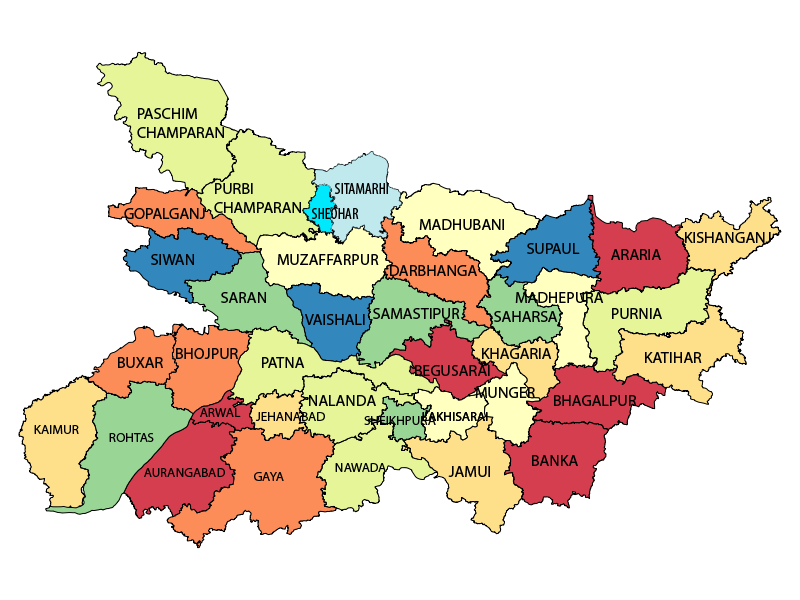 PASCHIM
CHAMPARAN
PURBI
CHAMPARAN
SITAMARHI
SHEOHAR
GOPALGANJ
MADHUBANI
KISHANGANJ
SIWAN
MUZAFFARPUR
DARBHANGA
SUPAUL
ARARIA
SARAN
VAISHALI
SAMASTIPUR
SAHARSA
MADHEPURA
PURNIA
BUXAR
BHOJPUR
PATNA
BEGUSARAI
KHAGARIA
KATIHAR
KAIMUR
ROHTAS
ARWAL
JEHANABAD
NALANDA
SHEIKHPURA
LAKHISARAI
MUNGER
BHAGALPUR
AURANGABAD
GAYA
NAWADA
JAMUI
BANKA